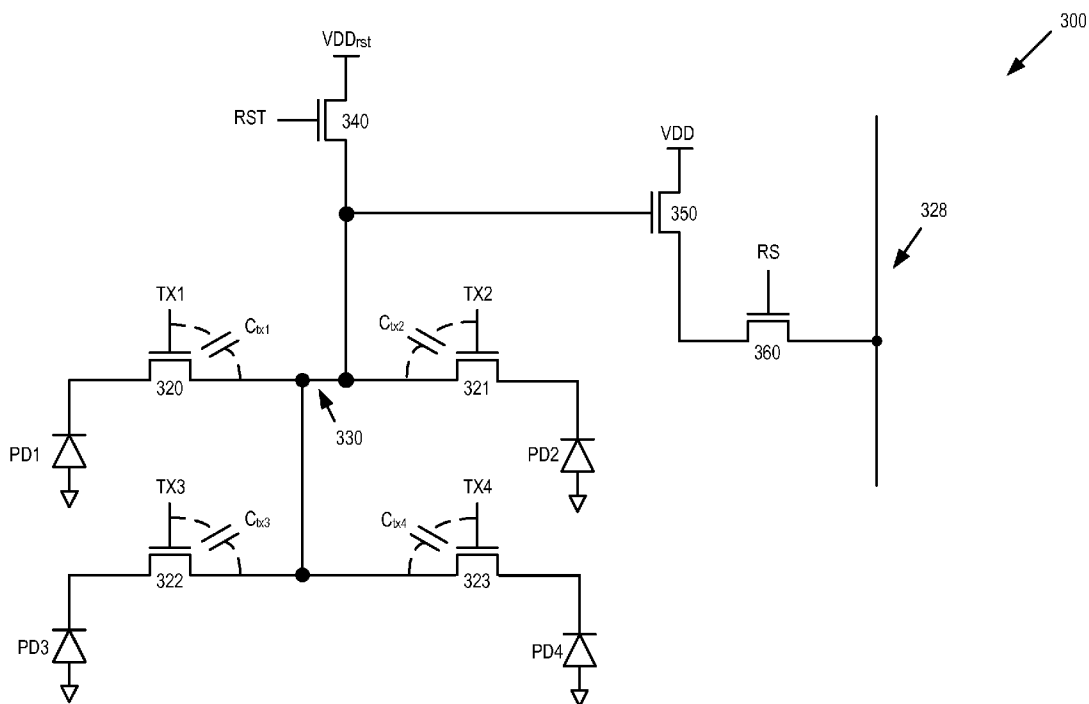 300
VDDrst
RST
340
VDD
350
328
RS
TX1
Ctx1
Ctx2
TX2
360
320
321
330
PD1
PD2
TX3
Ctx3
Ctx4
TX4
322
323
PD3
PD4